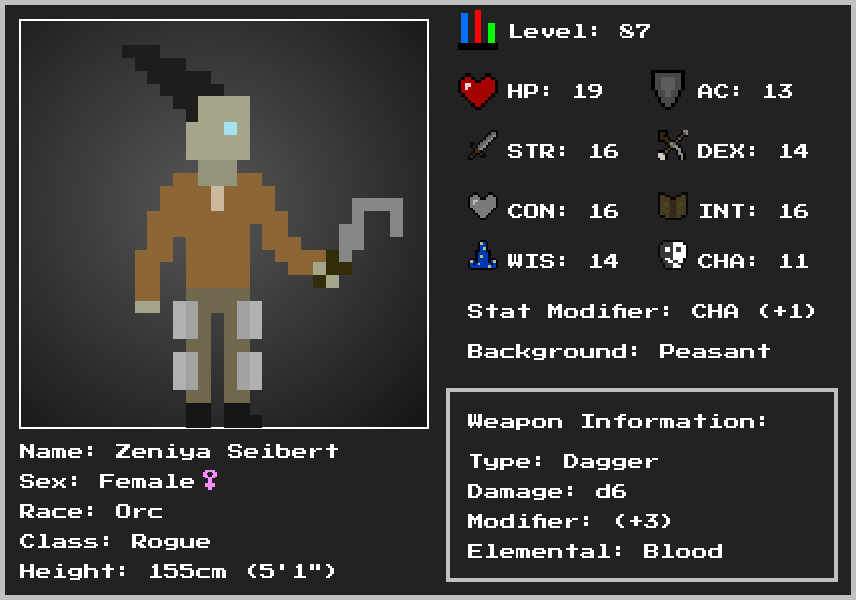 Level: 87
HP: 19 AC: 13
STR: 16 DEX: 14
CON: 16 INT: 16
WIS: 14 CHA: 11
Stat Modifier: CHA (+1)
Background: Peasant
Weapon Information:
Type: Dagger
Damage: d6
Modifier: (+3)
Elemental: Blood
Name: Zeniya Seibert
Sex: Female♀
Race: Orc
Class: Rogue
Height: 155cm (5'1")